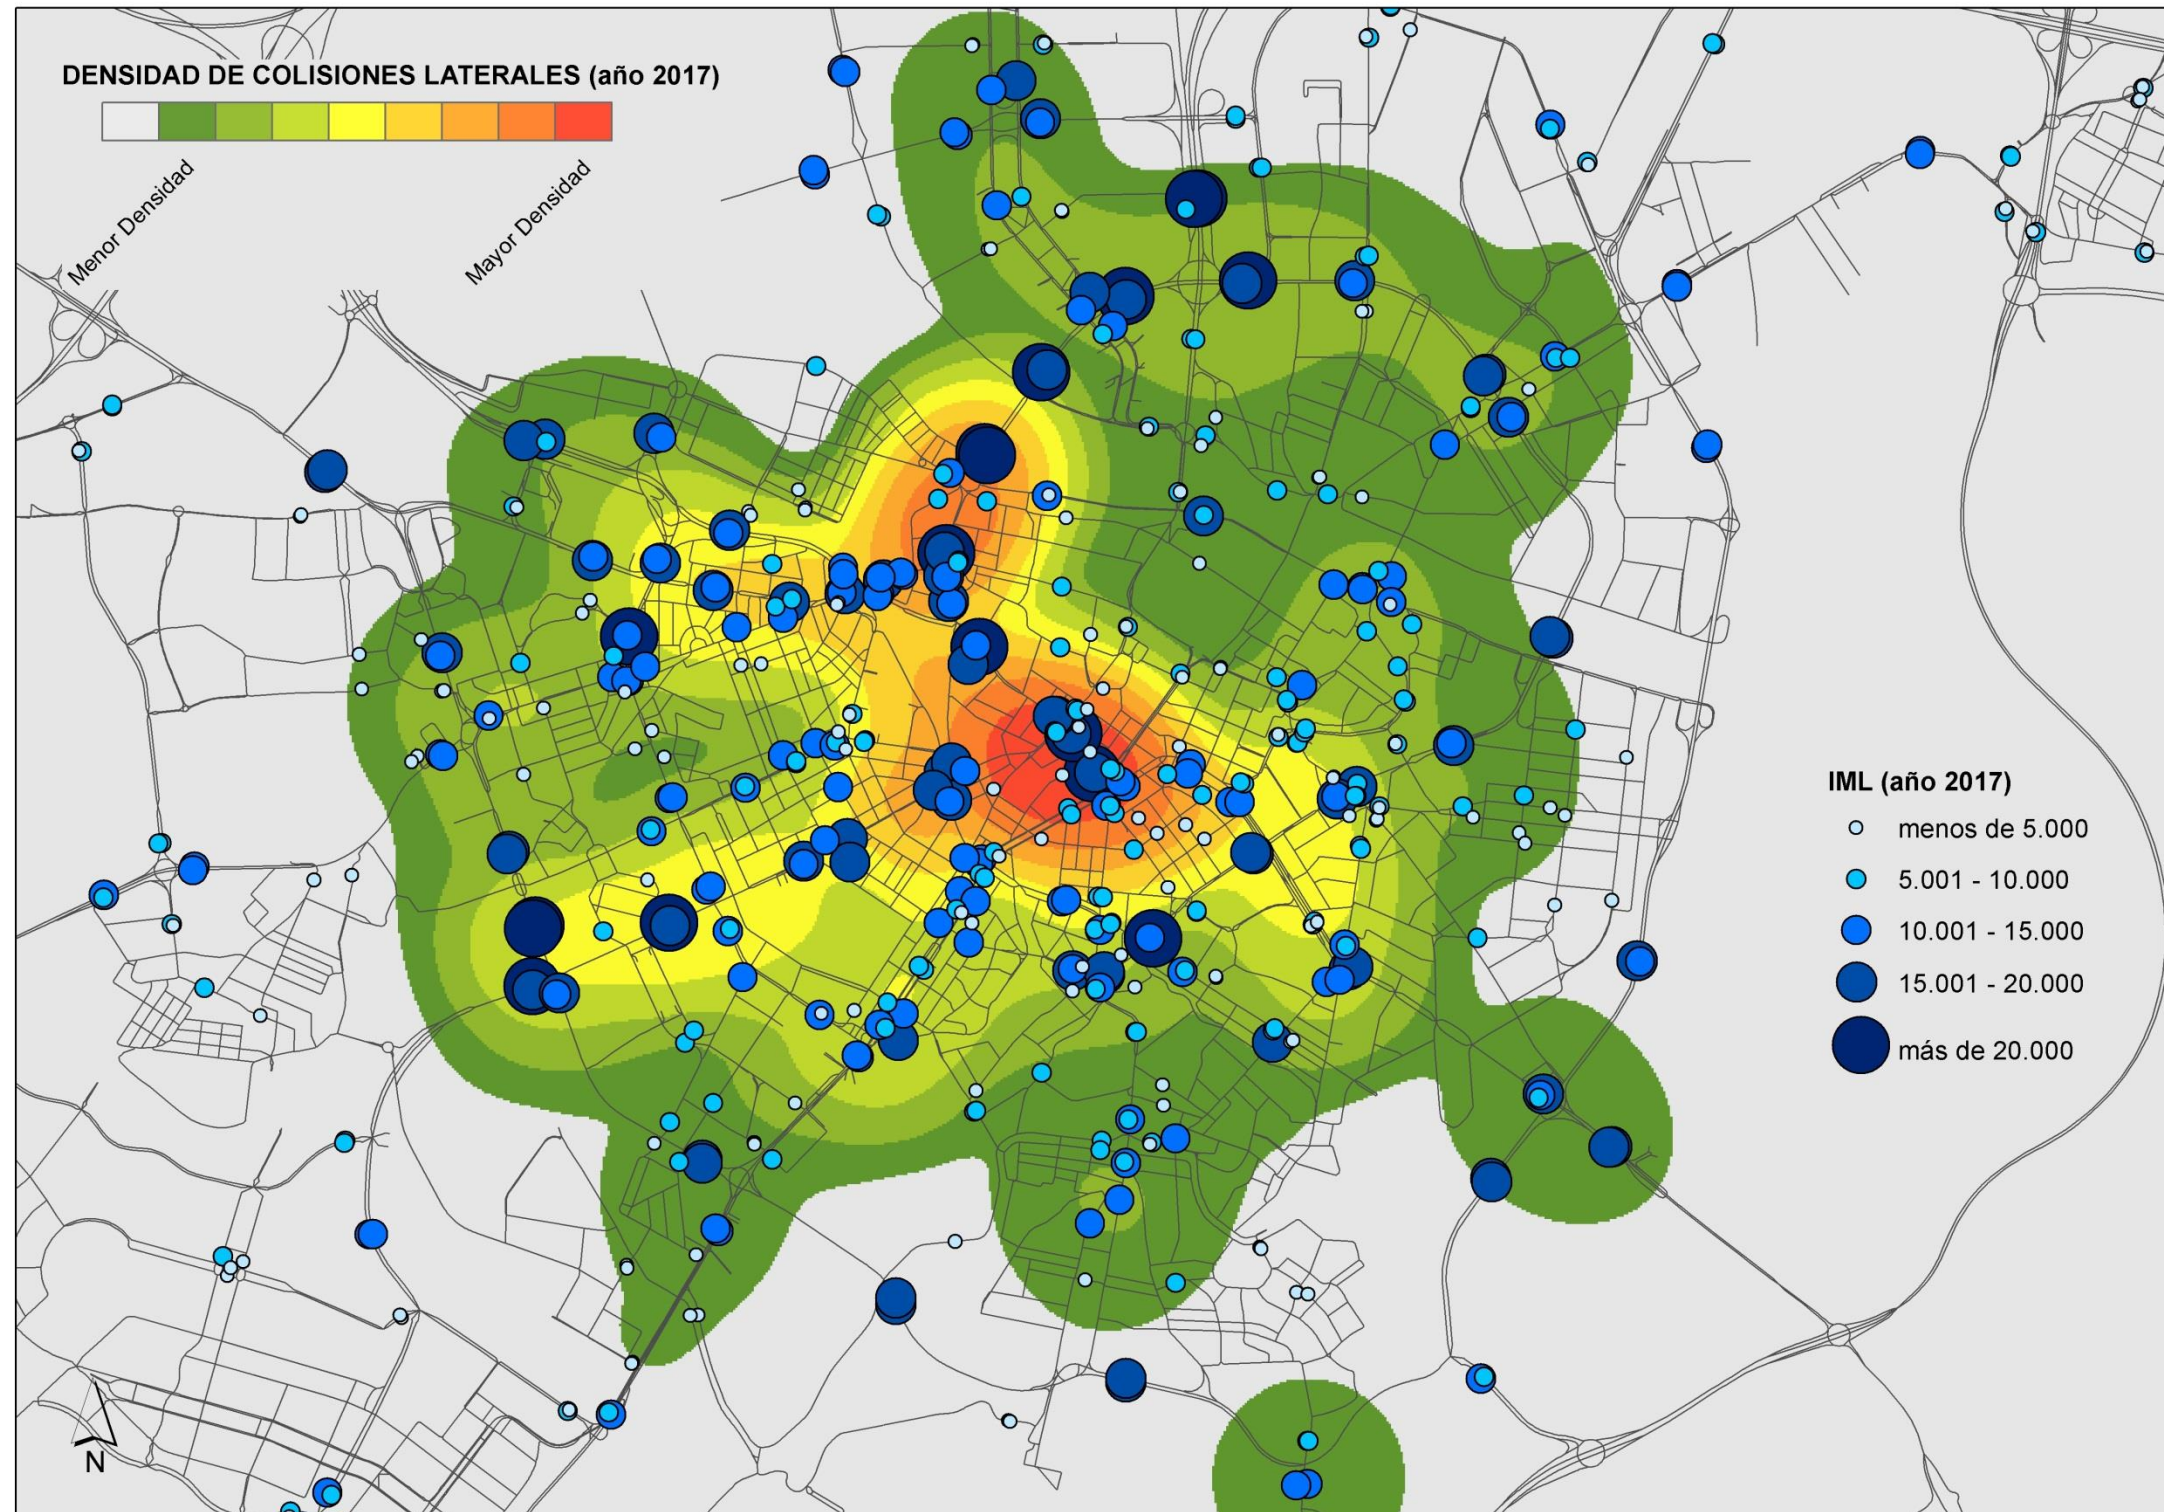 DENSIDAD DE COLISIONES LATERALES (año 2017)
Menor Densidad
Mayor Densidad
IML (año 2017)
menos de 5.000
5.001 - 10.000
10.001 - 15.000
15.001 - 20.000
más de 20.000
N